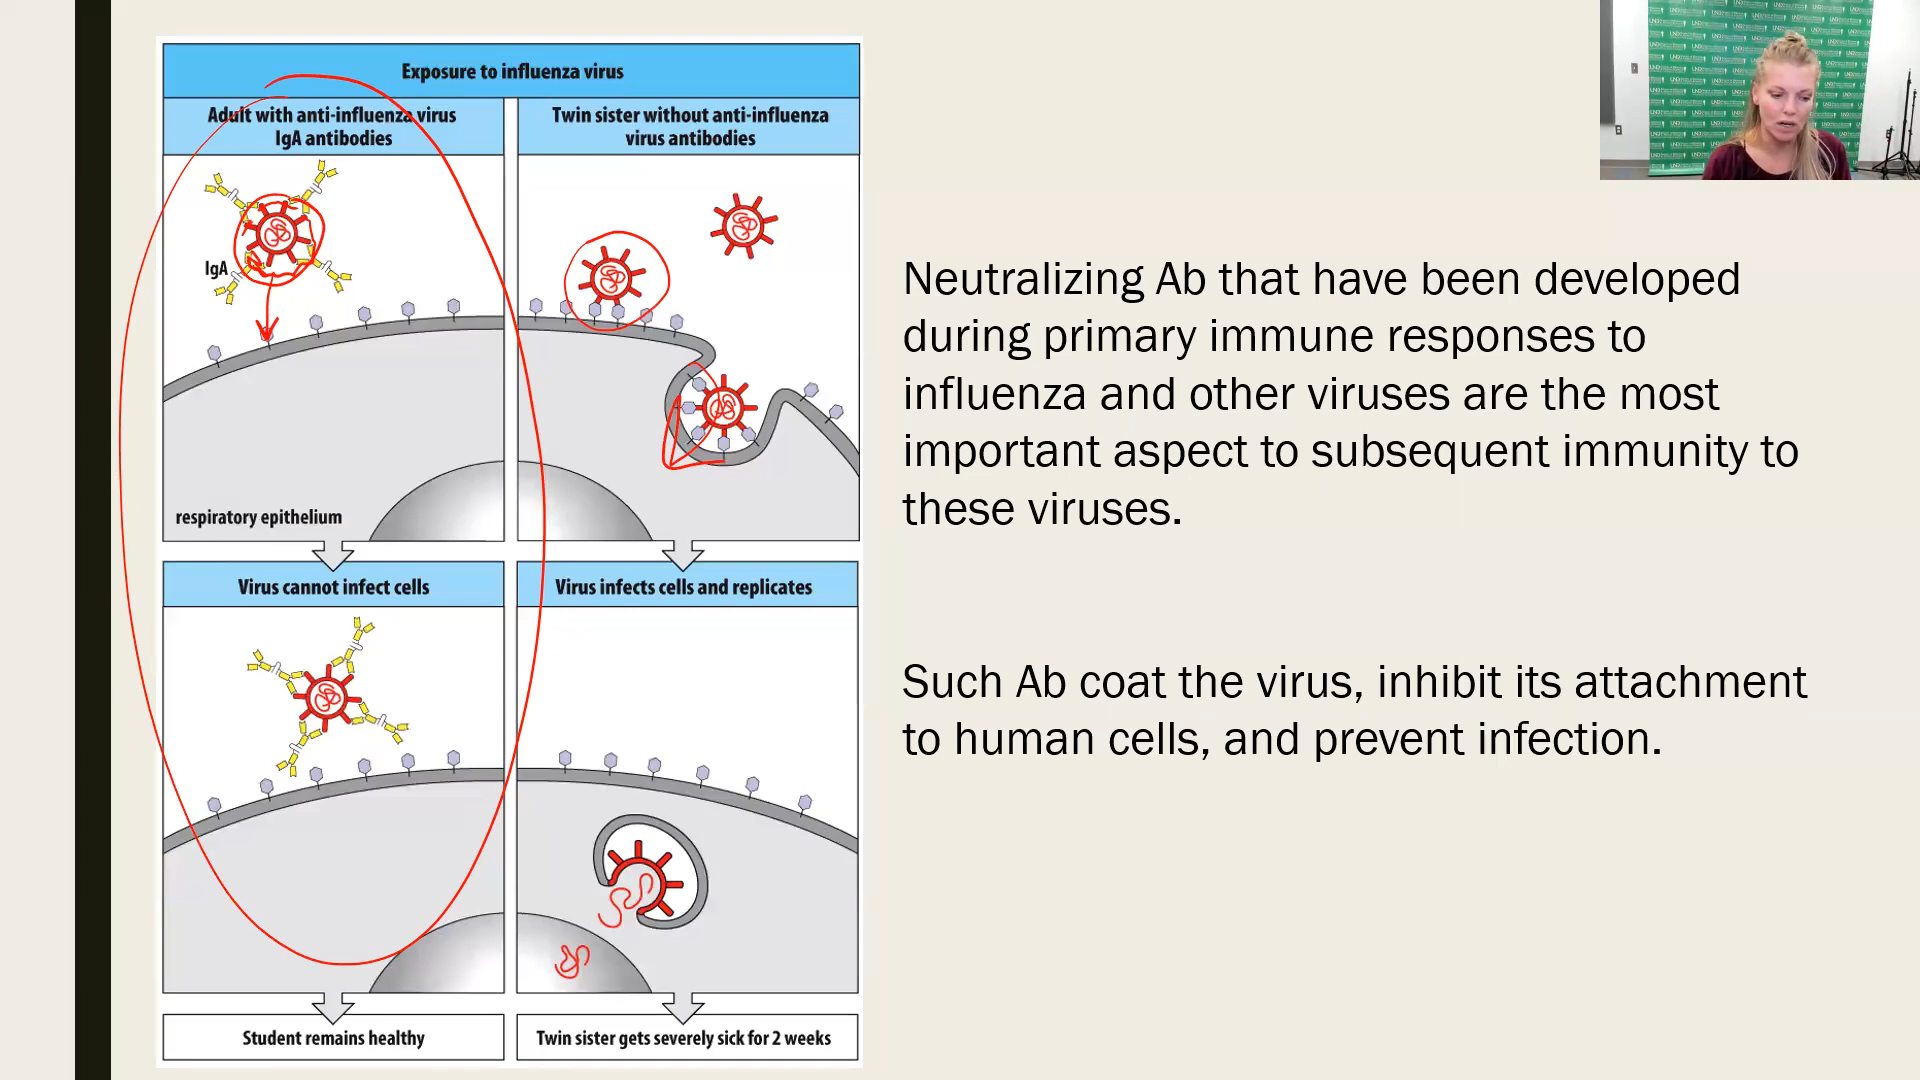 Exposure to influenza virus
Adult with anti-influenza virus
IgA antibodies
Twin sister without anti-influenza
virus antibodies
IgA
respiratory epithelium
Virus cannot infect cells
Virus infects cells and replicates
Student remains healthy
Twin sister gets severely sick for 2 weeks
Neutralizing Ab that have been developed
during primary immune responses to
influenza and other viruses are the most
important aspect to subsequent immunity to
these viruses.
Such Ab coat the virus, inhibit its attachment
to human cells, and prevent infection.